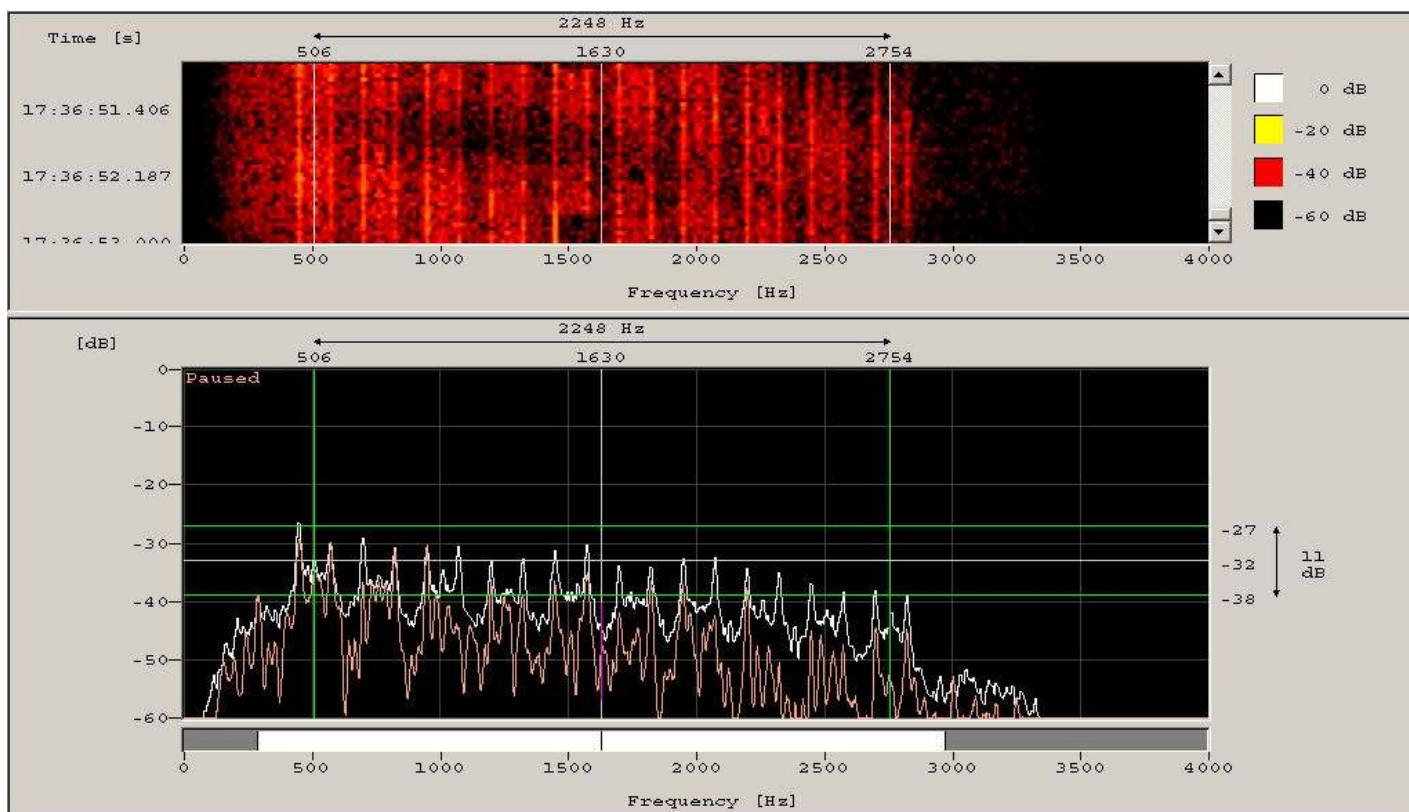 2248 Hz
Time [s]
506 1630 2754
17:36:51.406
17:36:52.187
0 dB
-20 dB
-40 dB
-60 dB
0 500 1000 1500 2000 2500 3000 3500 4000
Frequency [Hz]
2248 Hz
[dB]
506 1630 2754
Paused
0
-10
-20
-30
-40
-50
-60
-27
-32
-38
11
dB
0 500 1000 1500 2000 2500 3000 3500 4000
Frequency [Hz]